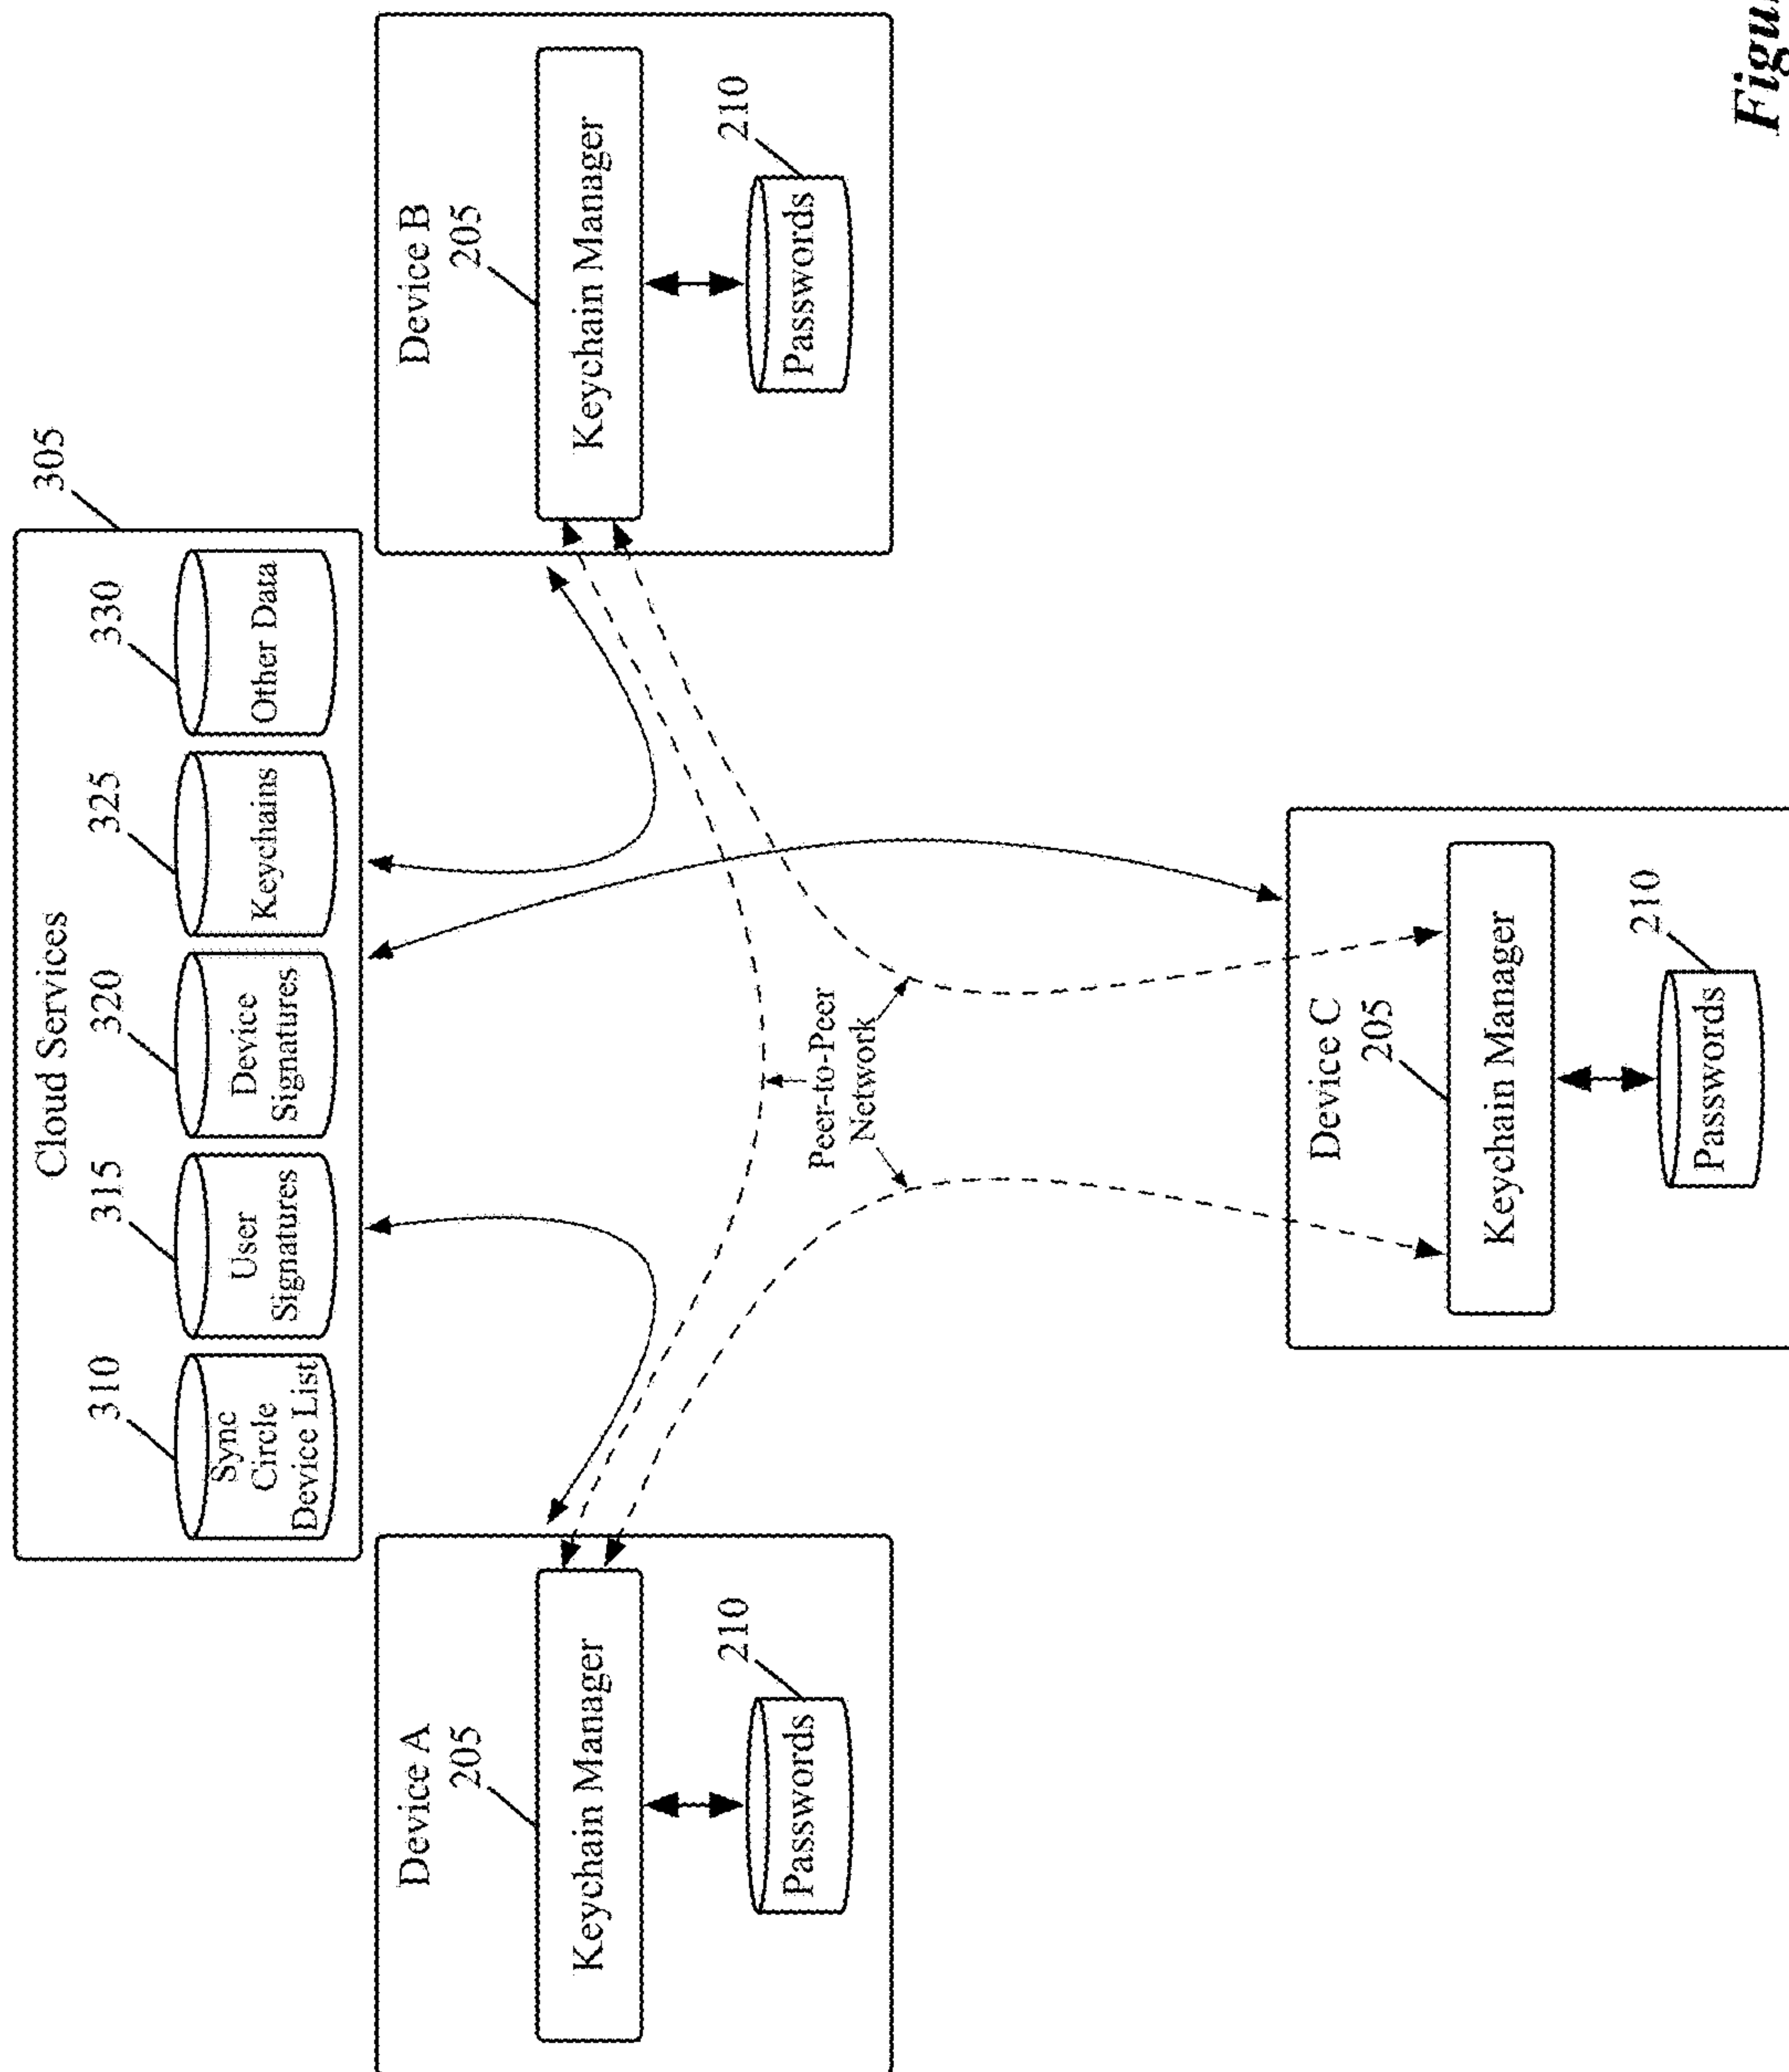 Cloud Services
305
310
315
320
325
330
Sync
Circle
Device List
User
Signatures
Device
Signatures
Keychains
Other Data
Device A
205
Keychain Manager
210
Passwords
Device B
205
Keychain Manager
210
Passwords
Peer-to-Peer
Network
Device C
205
Keychain Manager
210
Passwords